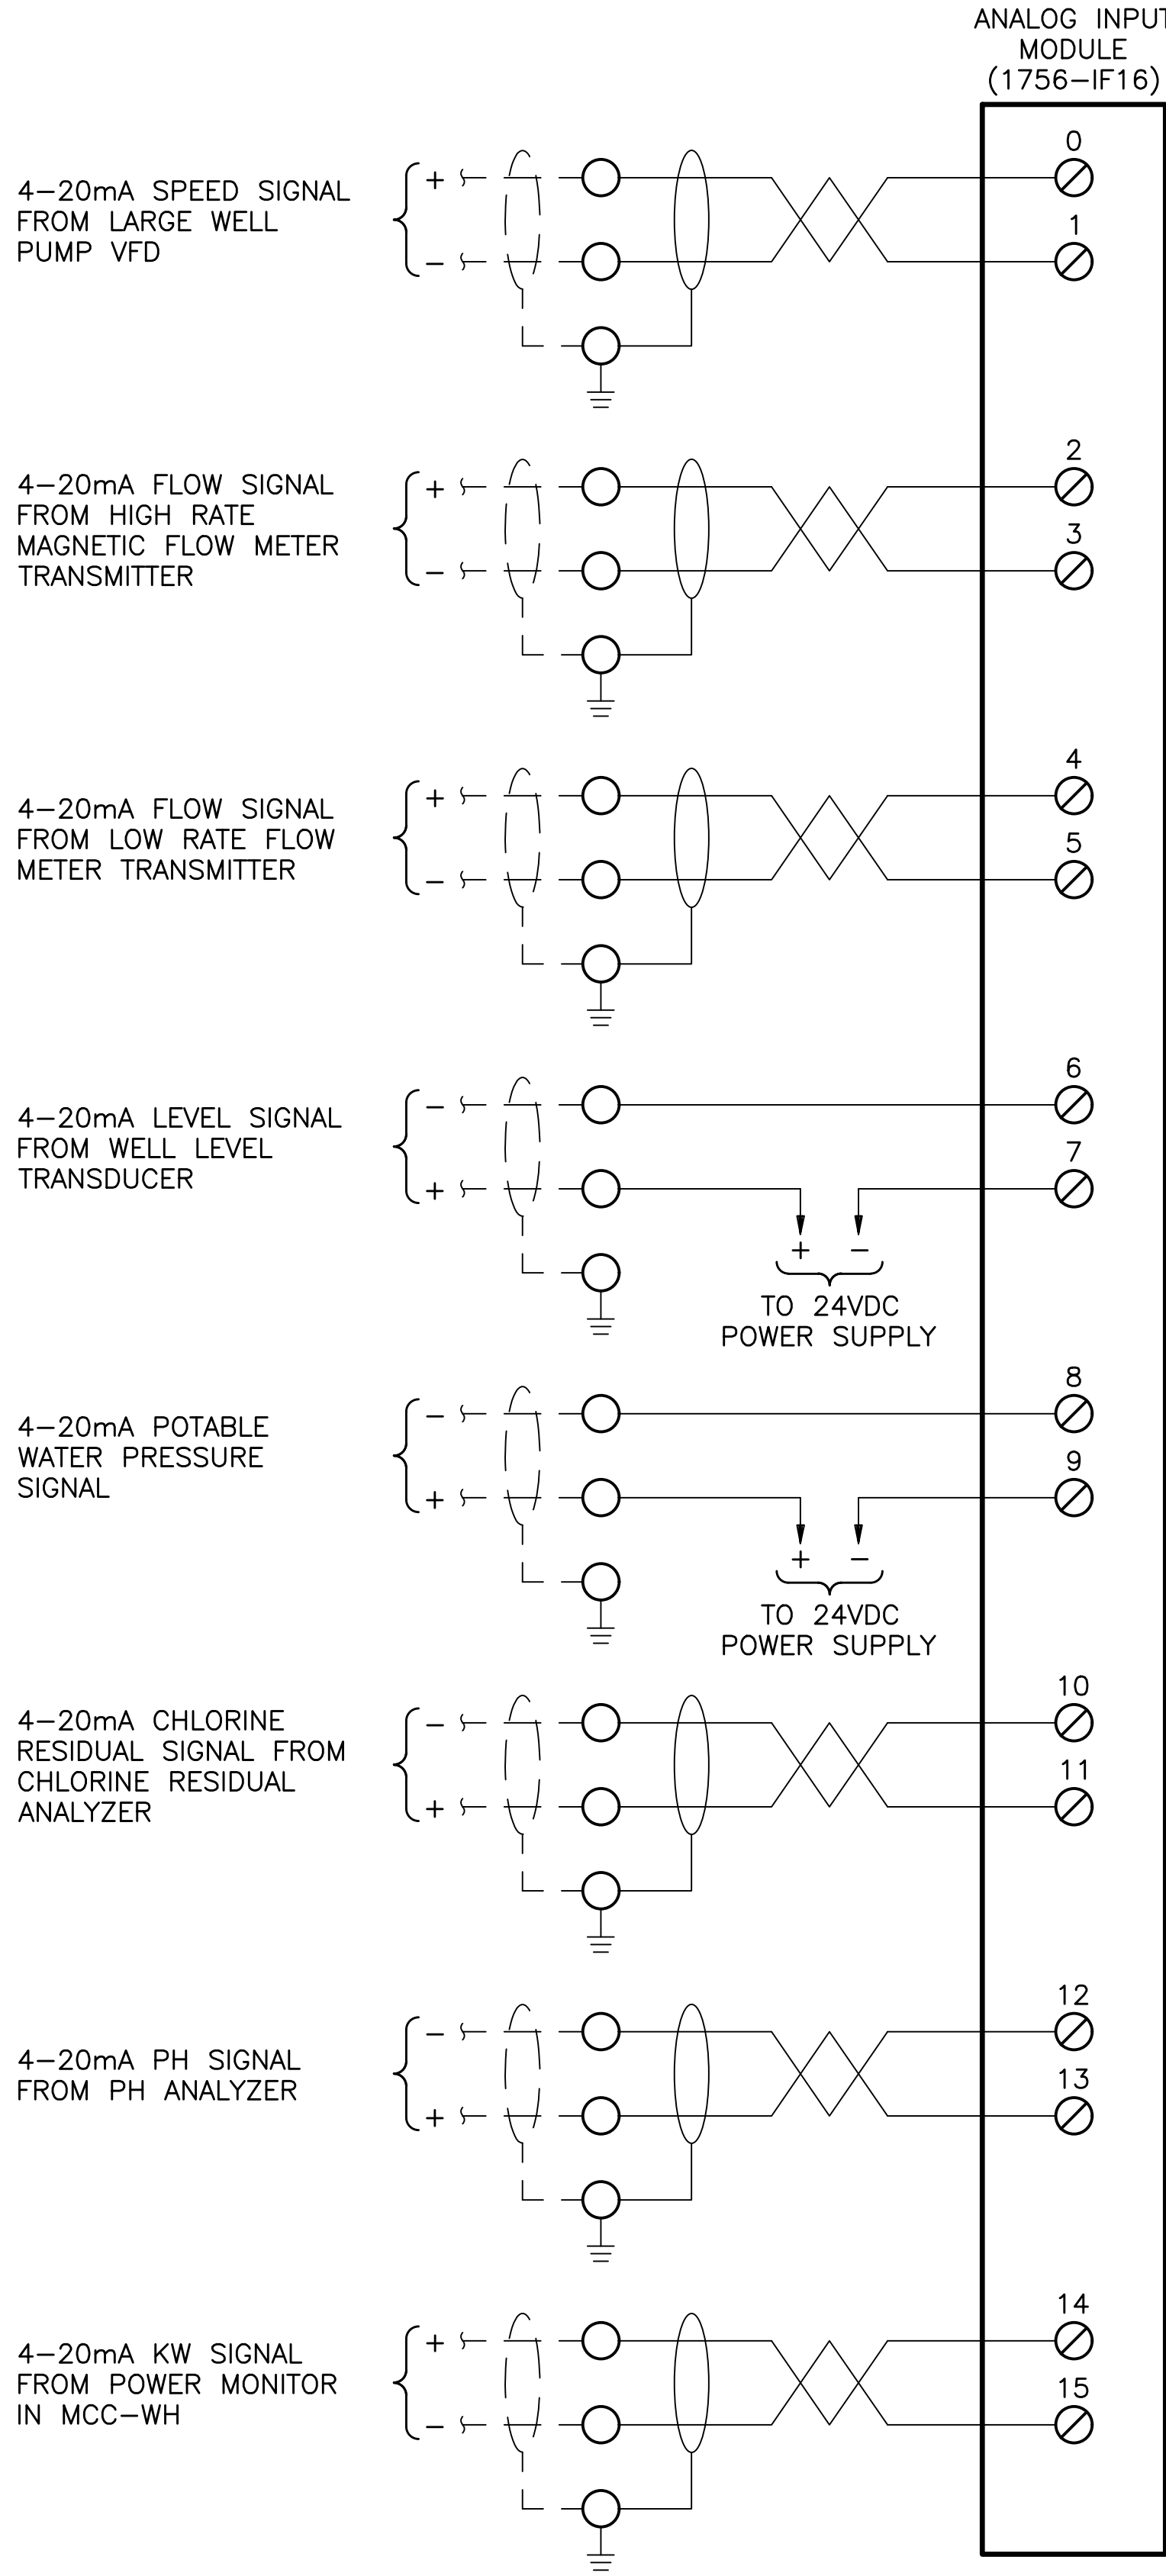 ANALOG INPUT
MODULE
(1756-IF16)
0
4-20mA SPEED SIGNAL
FROM LARGE WELL
PUMP VFD
+
-
1
2
4-20mA FLOW SIGNAL
FROM HIGH RATE
MAGNETIC FLOW METER
TRANSMITTER
+
-
3
4
4-20mA FLOW SIGNAL
FROM LOW RATE FLOW
METER TRANSMITTER
+
-
5
6
4-20mA LEVEL SIGNAL
FROM WELL LEVEL
TRANSDUCER
-
+
7
+ -
TO 24VDC
POWER SUPPLY
8
4-20mA POTABLE
WATER PRESSURE
SIGNAL
-
+
9
+ -
TO 24VDC
POWER SUPPLY
10
4-20mA CHLORINE
RESIDUAL SIGNAL FROM
CHLORINE RESIDUAL
ANALYZER
-
+
11
12
4-20mA PH SIGNAL
FROM PH ANALYZER
-
+
13
14
4-20mA KW SIGNAL
FROM POWER MONITOR
IN MCC-WH
+
-
15